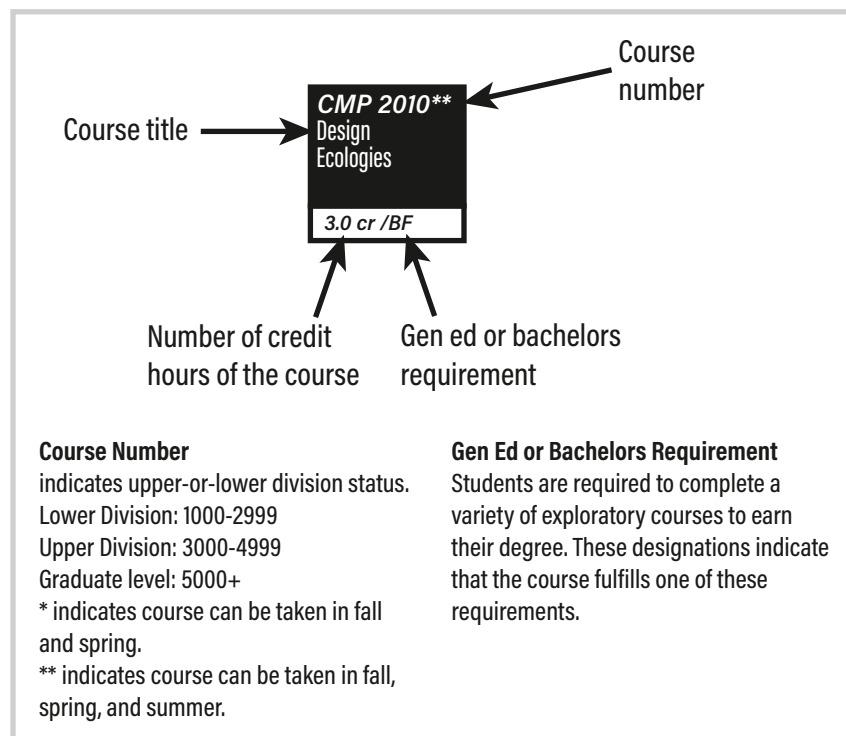 Course
number
CMP 2010**
Course title
Design
Ecologies
3.0 cr /BF
Number of credit
hours of the course
Gen ed or bachelors
requirement
Course Number
indicates upper-or-lower division status.
Lower Division: 1000-2999
Upper Division: 3000-4999
Graduate level: 5000+
* indicates course can be taken in fall
and spring.
** indicates course can be taken in fall,
spring, and summer.
Gen Ed or Bachelors Requirement
Students are required to complete a
variety of exploratory courses to earn
their degree. These designations indicate
that the course fulfills one of these
requirements.